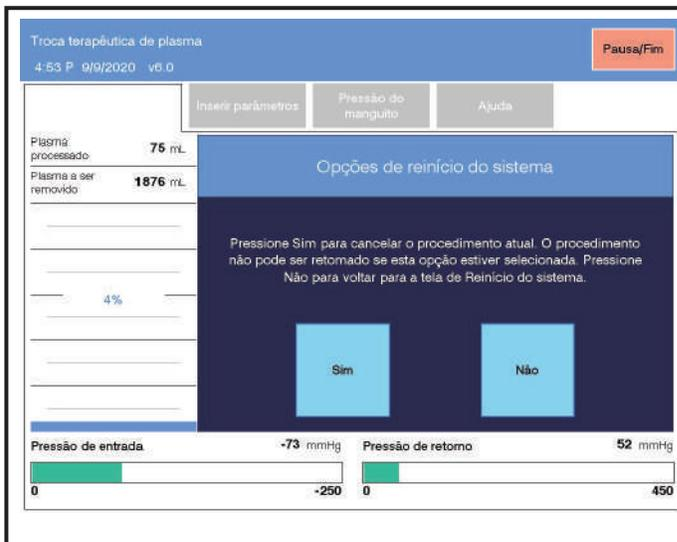 Troca terapêutica de plasma
4:53 P 9/9/2020 v6.0
Pausa/Fim
Inserir parâmetros
Pressão do
manguito
Ajuda
Plasma
processado
75 mL
Plasma a ser
removido
1876 mL
4%
Opções de reinício do sistema
Pressione Sim para cancelar o procedimento atual. O procedimento
não pode ser retomado se esta opção estiver selecionada. Pressione
Não para voltar para a tela de Reinício do sistema.
Sim
Não
Pressão de entrada
-73 mmHg
0
-250
Pressão de retorno
52 mmHg
0
450